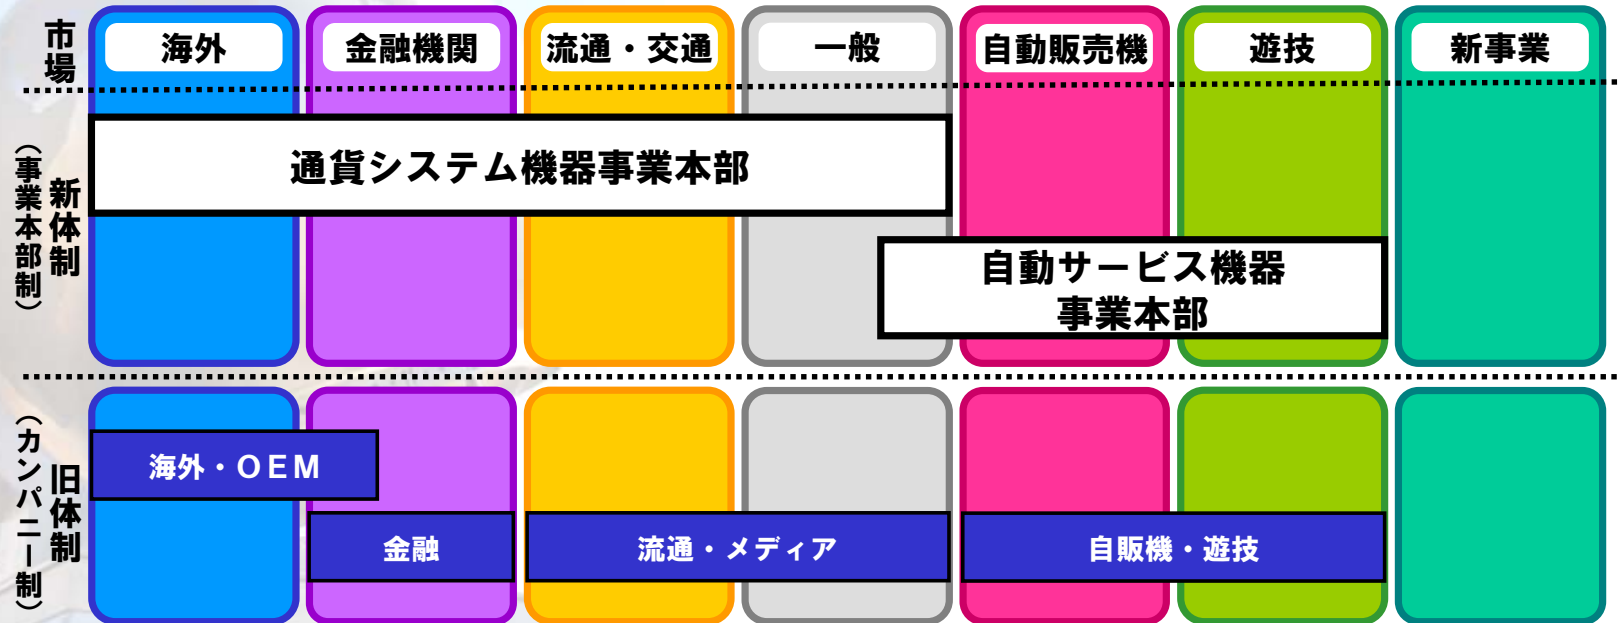 市場
海外
金融機関
流通・交通
一般
自動販売機
遊技
新事業
新体制
（事業本部制）
通貨システム機器事業本部
自動サービス機器
事業本部
旧体制
（カンパニー制）
海外・ＯＥＭ
金融
流通・メディア
自販機・遊技